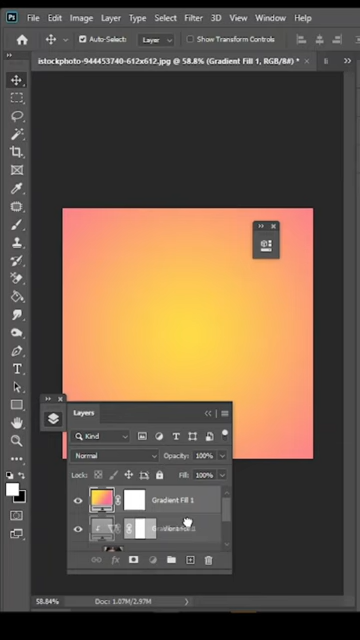 Ps File Edit Image Layer Type Select Filter 3D View Window Help
Auto-Select: Layer Show Transform Controls
istockphoto-944453740-612x612.jpg @ 58.8% (Gradient Fill 1, RGB/8#) *
Layers
Kind
Normal Opacity: 100%
Lock: Fill: 100%
Gradient Fill 1
fx
58.84% Doc: 1.07M/2.97M